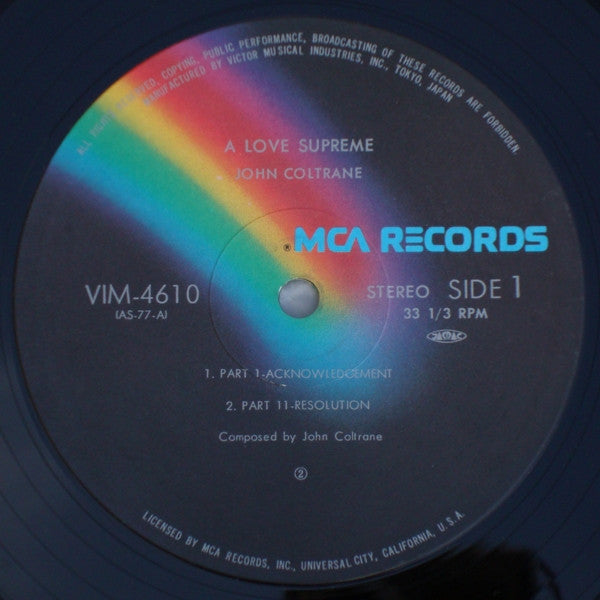 ALL RIGHTS RESERVED, COPYING, PUBLIC PERFORMANCE, BROADCASTING OF THESE RECORDS ARE FORBIDDEN.
MANUFACTURED BY VICTOR MUSICAL INDUSTRIES, INC., TOKYO, JAPAN
A LOVE SUPREME
JOHN COLTRANE
® MCA RECORDS
VIM-4610
(AS-77-A)
STEREO SIDE 1
33 1/3 RPM
JASRAC
1. PART 1-ACKNOWLEDGEMENT
2. PART 11-RESOLUTION
Composed by John Coltrane
②
LICENSED BY MCA RECORDS, INC., UNIVERSAL CITY, CALIFORNIA, U.S.A.